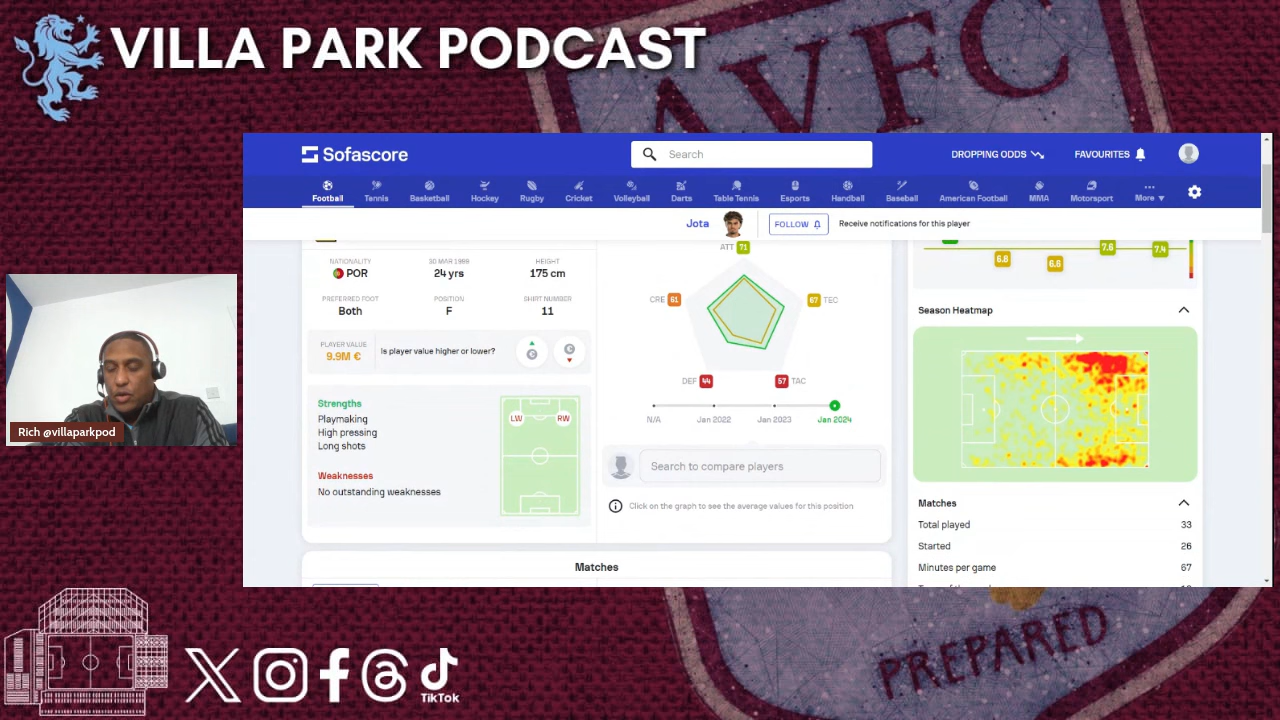 VILLA PARK PODCAST
AVFC
Sofascore
Search
DROPPING ODDS
FAVOURITES
Football
Tennis
Basketball
Hockey
Rugby
Cricket
Volleyball
Darts
Table Tennis
Esports
Handball
Baseball
American Football
MMA
Motorsport
More
Jota
FOLLOW
Receive notifications for this player
NATIONALITY
POR
30 MAR 1999
24 yrs
HEIGHT
175 cm
PREFERRED FOOT
Both
POSITION
F
SHIRT NUMBER
11
PLAYER VALUE
9.9M €
Is player value higher or lower?
Strengths
Playmaking
High pressing
Long shots
Weaknesses
No outstanding weaknesses
LW
RW
ATT 71
CRE 61
67 TEC
DEF 44
57 TAC
N/A
Jan 2022
Jan 2023
Jan 2024
Search to compare players
Click on the graph to see the average values for this position
Matches
6.8
6.6
7.6
7.4
Season Heatmap
Matches
Total played 33
Started 26
Minutes per game 67
Rich @villaparkpod
PREPARED
TikTok